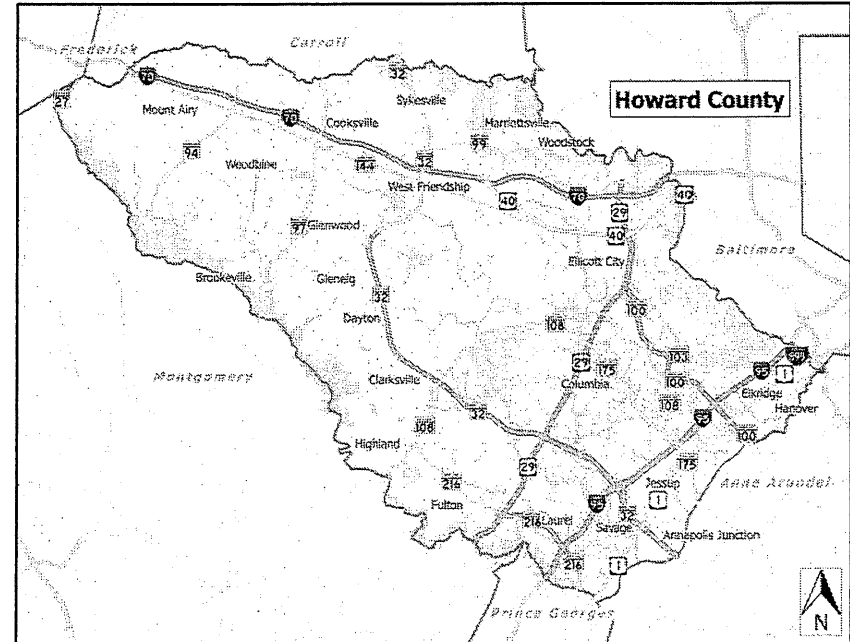 Frederick
Carroll
70
32
27
Mount Airy
Sykesville
Howard County
70
Cooksville
Marriottsville
94
99
Woodstock
Woodbine
144
32
West Friendship
40
70
40
29
97
Glenwood
40
Baltimore
Ellicott City
Brookeville
Glenelg
32
100
Dayton
108
103
695
Montgomery
29
175
95
1
Clarksville
Columbia
100
Elkridge
32
108
Hanover
108
95
100
Highland
29
175
216
Jessup
Anne Arundel
Fulton
95
1
216
Laurel
32
Savage
Annapolis Junction
216
1
Prince Georges
N